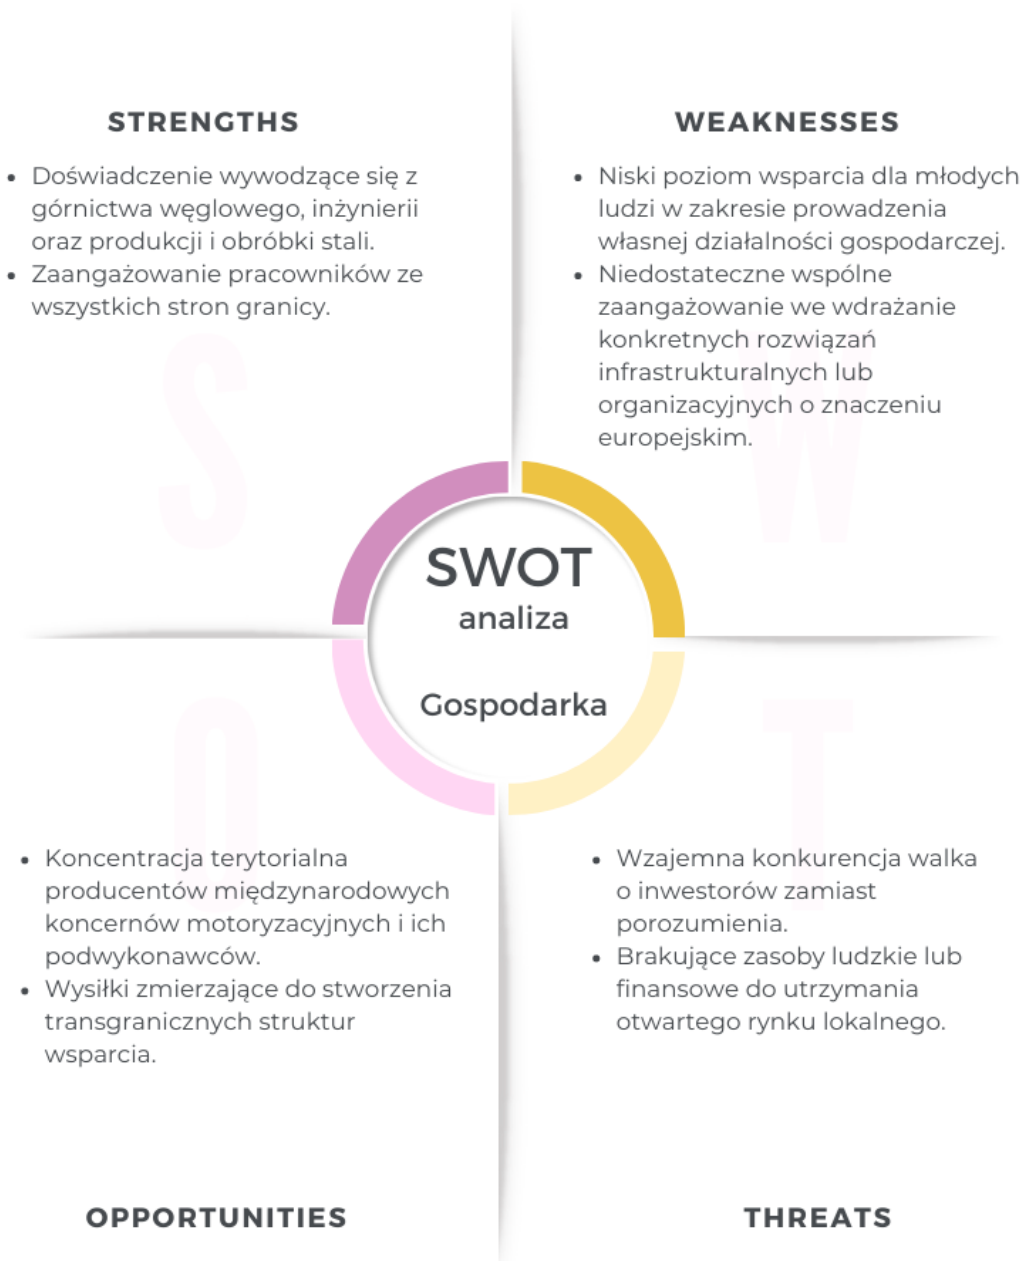 STRENGTHS
• Doświadczenie wywodzące się z
górnictwa węglowego, inżynierii
oraz produkcji i obróbki stali.
• Zaangażowanie pracowników ze
wszystkich stron granicy.
S
WEAKNESSES
• Niski poziom wsparcia dla młodych
ludzi w zakresie prowadzenia
własnej działalności gospodarczej.
• Niedostateczne wspólne
zaangażowanie we wdrażanie
konkretnych rozwiązań
infrastrukturalnych lub
organizacyjnych o znaczeniu
europejskim.
W
SWOT
analiza
Gospodarka
O
• Koncentracja terytorialna
producentów międzynarodowych
koncernów motoryzacyjnych i ich
podwykonawców.
• Wysiłki zmierzające do stworzenia
transgranicznych struktur
wsparcia.
OPPORTUNITIES
T
• Wzajemna konkurencja walka
o inwestorów zamiast
porozumienia.
• Brakujące zasoby ludzkie lub
finansowe do utrzymania
otwartego rynku lokalnego.
THREATS